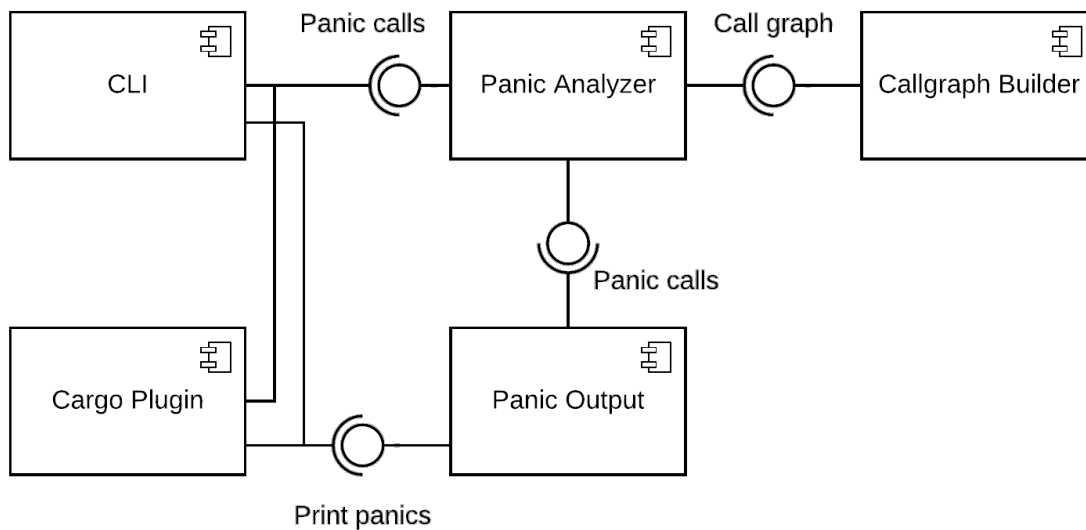 Panic calls
Call graph
CLI
Panic Analyzer
Callgraph Builder
Panic calls
Cargo Plugin
Panic Output
Print panics